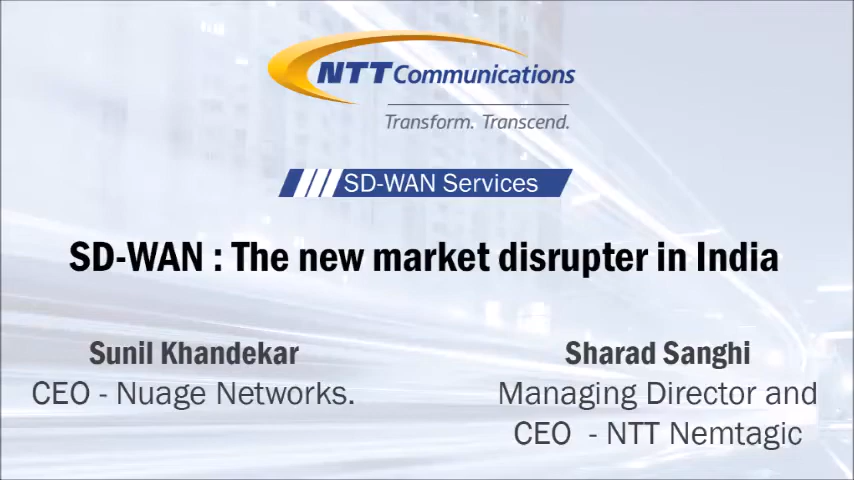 NTT Communications
Transform. Transcend.
SD-WAN Services
SD-WAN : The new market disrupter in India
Sunil Khandekar
CEO - Nuage Networks.
Sharad Sanghi
Managing Director and
CEO - NTT Nemtagic